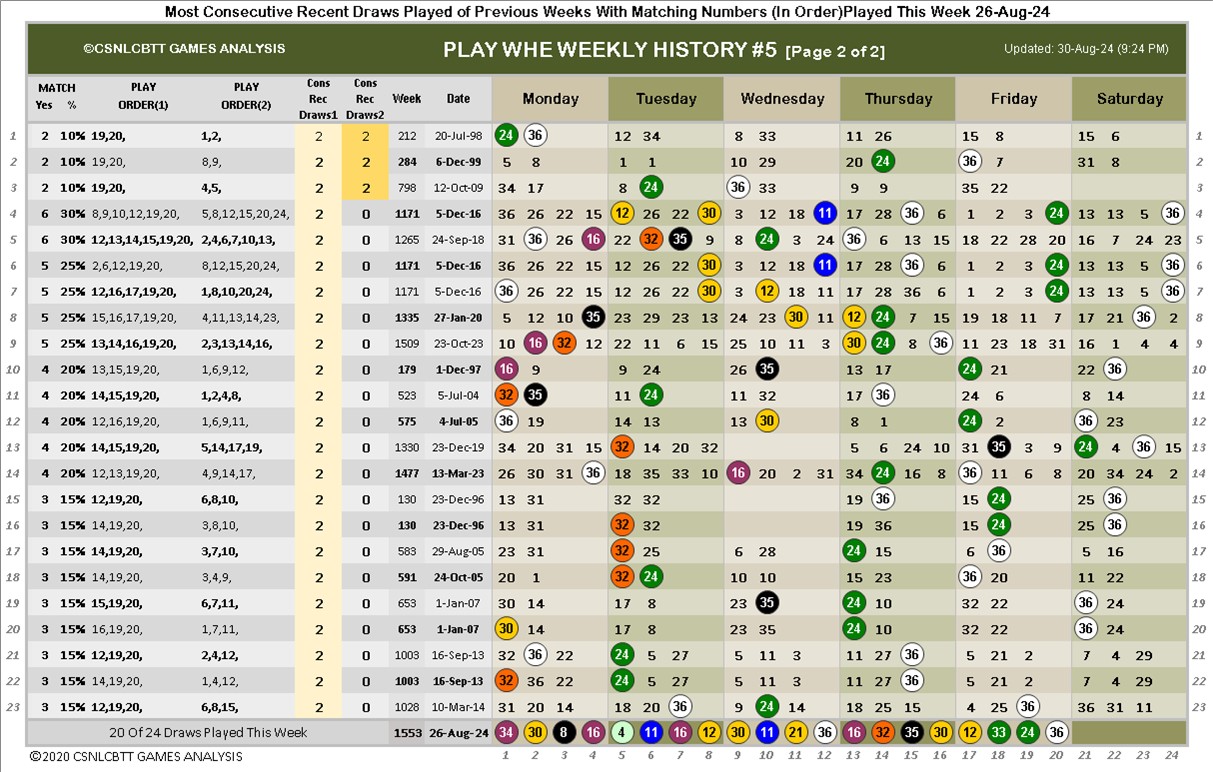 Most Consecutive Recent Draws Played of Previous Weeks With Matching Numbers (In Order)Played This Week 26-Aug-24
©CSNLCBTT GAMES ANALYSIS PLAY WHE WEEKLY HISTORY #5 [Page 2 of 2] Updated: 30-Aug-24 (9:24 PM)
MATCH Yes % PLAY ORDER(1) PLAY ORDER(2) Cons Rec Draws1 Cons Rec Draws2 Week Date Monday Tuesday Wednesday Thursday Friday Saturday
1 2 10% 19,20, 1,2, 2 2 212 20-Jul-98 24 36 12 34 8 33 11 26 15 8 15 6 1
2 2 10% 19,20, 8,9, 2 2 284 6-Dec-99 5 8 1 1 10 29 20 24 36 7 31 8 2
3 2 10% 19,20, 4,5, 2 2 798 12-Oct-09 34 17 8 24 36 33 9 9 35 22 3
4 6 30% 8,9,10,12,19,20, 5,8,12,15,20,24, 2 0 1171 5-Dec-16 36 26 22 15 12 26 22 30 3 12 18 11 17 28 36 6 1 2 3 24 13 13 5 36 4
5 6 30% 12,13,14,15,19,20, 2,4,6,7,10,13, 2 0 1265 24-Sep-18 31 36 26 16 22 32 35 9 8 24 3 24 36 6 13 15 18 22 28 20 16 7 24 23 5
6 5 25% 2,6,12,19,20, 8,12,15,20,24, 2 0 1171 5-Dec-16 36 26 22 15 12 26 22 30 3 12 18 11 17 28 36 6 1 2 3 24 13 13 5 36 6
7 5 25% 12,16,17,19,20, 1,8,10,20,24, 2 0 1171 5-Dec-16 36 26 22 15 12 26 22 30 3 12 18 11 17 28 36 6 1 2 3 24 13 13 5 36 7
8 5 25% 15,16,17,19,20, 4,11,13,14,23, 2 0 1335 27-Jan-20 5 12 10 35 23 29 23 13 24 23 30 11 12 24 7 15 19 18 11 7 17 21 36 2 8
9 5 25% 13,14,16,19,20, 2,3,13,14,16, 2 0 1509 23-Oct-23 10 16 32 12 22 11 6 15 25 10 11 3 30 24 8 36 11 23 18 31 16 1 4 4 9
10 4 20% 13,15,19,20, 1,6,9,12, 2 0 179 1-Dec-97 16 9 9 24 26 35 13 17 24 21 22 36 10
11 4 20% 14,15,19,20, 1,2,4,8, 2 0 523 5-Jul-04 32 35 11 24 11 32 17 36 24 6 8 14 11
12 4 20% 12,16,19,20, 1,6,9,11, 2 0 575 4-Jul-05 36 19 14 13 13 30 8 1 24 2 36 23 12
13 4 20% 14,15,19,20, 5,14,17,19, 2 0 1330 23-Dec-19 34 20 31 15 32 14 20 32 5 6 24 10 31 35 3 9 24 4 36 15 13
14 4 20% 12,13,19,20, 4,9,14,17, 2 0 1477 13-Mar-23 26 30 31 36 18 35 33 10 16 20 2 31 34 24 16 8 36 11 6 8 20 34 24 2 14
15 3 15% 12,19,20, 6,8,10, 2 0 130 23-Dec-96 13 31 32 32 19 36 15 24 25 36 15
16 3 15% 14,19,20, 3,8,10, 2 0 130 23-Dec-96 13 31 32 32 19 36 15 24 25 36 16
17 3 15% 14,19,20, 3,7,10, 2 0 583 29-Aug-05 23 31 32 25 6 28 24 15 6 36 5 16 17
18 3 15% 14,19,20, 3,4,9, 2 0 591 24-Oct-05 20 1 32 24 10 10 15 23 36 20 11 22 18
19 3 15% 15,19,20, 6,7,11, 2 0 653 1-Jan-07 30 14 17 8 23 35 24 10 32 22 36 24 19
20 3 15% 16,19,20, 1,7,11, 2 0 653 1-Jan-07 30 14 17 8 23 35 24 10 32 22 36 24 20
21 3 15% 12,19,20, 2,4,12, 2 0 1003 16-Sep-13 32 36 22 24 5 27 5 11 3 11 27 36 5 21 2 7 4 29 21
22 3 15% 14,19,20, 1,4,12, 2 0 1003 16-Sep-13 32 36 22 24 5 27 5 11 3 11 27 36 5 21 2 7 4 29 22
23 3 15% 12,19,20, 6,8,15, 2 0 1028 10-Mar-14 31 20 14 18 20 36 9 24 14 18 25 15 4 25 36 36 31 11 23
20 Of 24 Draws Played This Week 1553 26-Aug-24 34 30 8 16 4 11 16 12 30 11 21 36 16 32 35 30 12 33 24 36
©2020 CSNLCBTT GAMES ANALYSIS 1 2 3 4 5 6 7 8 9 10 11 12 13 14 15 16 17 18 19 20 21 22 23 24